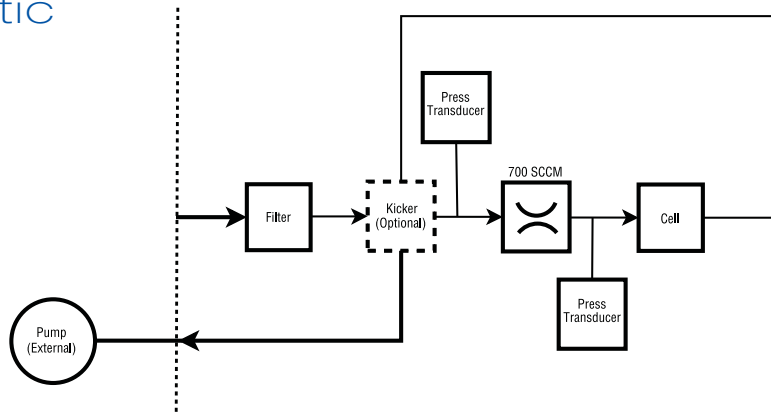 tic
Press
Transducer
700 SCCM
Filter
Kicker
(Optional)
Cell
Press
Transducer
Pump
(External)